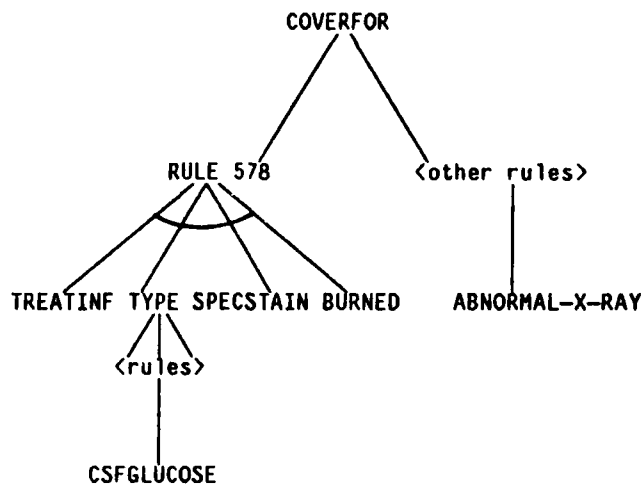 COVERFOR
RULE 578 <other rules>
TREATINF TYPE SPECSTAIN BURNED ABNORMAL-X-RAY
<rules>
CSFGLUCOSE